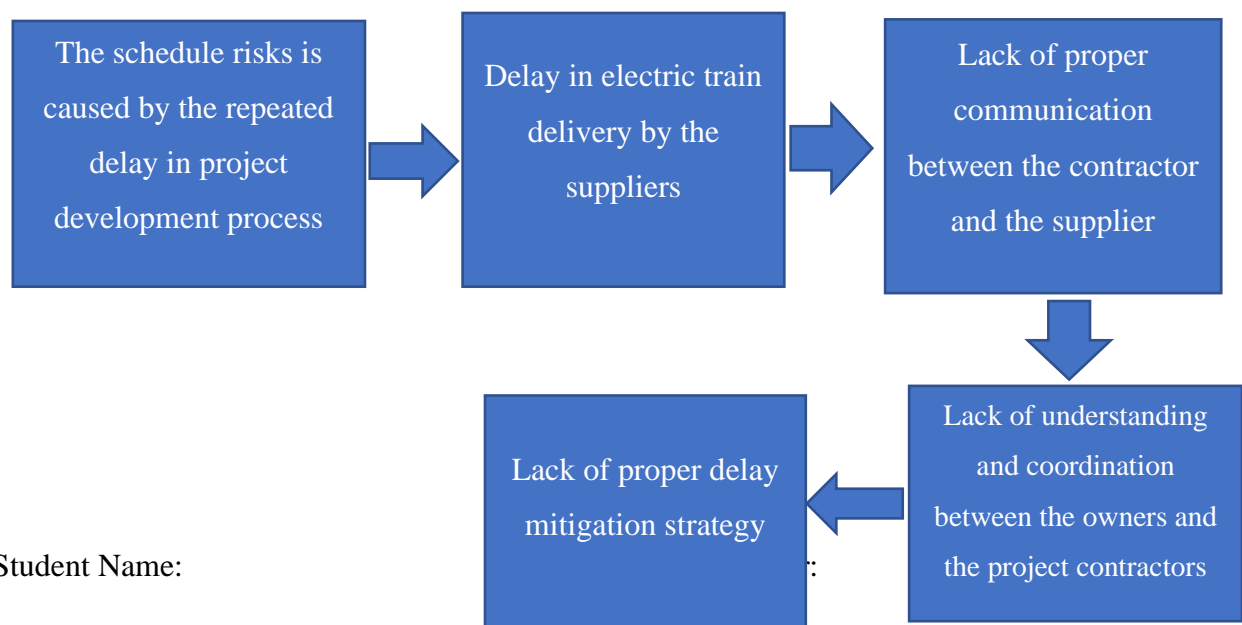 The schedule risks is
caused by the repeated
delay in project
development process
Delay in electric train
delivery by the
suppliers
Lack of proper
communication
between the contractor
and the supplier
Lack of understanding
and coordination
between the owners and
the project contractors
Lack of proper delay
mitigation strategy
Student Name: